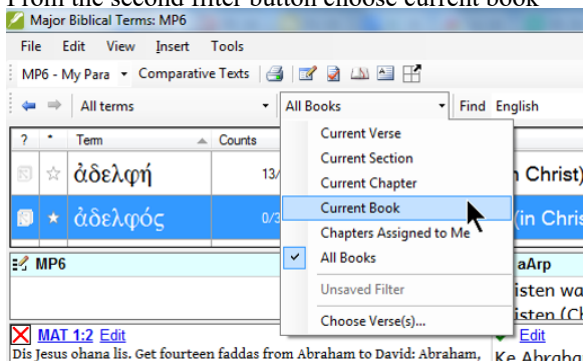 From the second filter button choose current book
Major Biblical Terms: MP6
File Edit View Insert Tools
MP6 - My Para Comparative Texts
All terms All Books Find English
? * Term Counts
ἀδελφή 13/ Christ)
ἀδελφός 0/3 (in Chris
Current Verse
Current Section
Current Chapter
Current Book
Chapters Assigned to Me
All Books
Unsaved Filter
Choose Verse(s)...
MP6 aArp
isten wa
isten (Ch
MAT 1:2 Edit Edit
Dis Jesus ohana lis. Get fourteen faddas from Abraham to David: Abraham, Ke Abraha